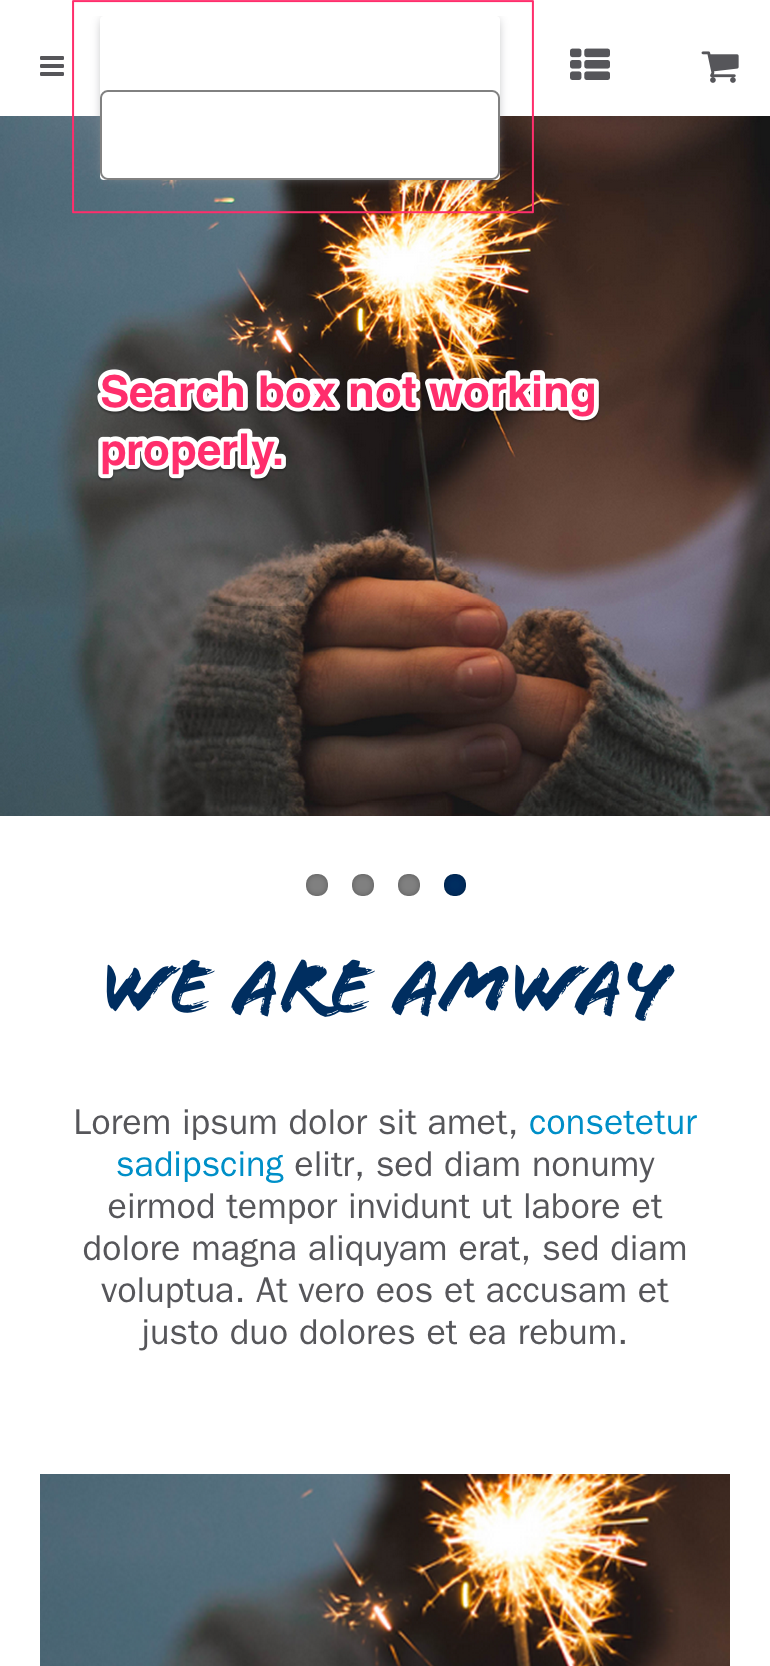 Search box not working
properly.
WE ARE AMWAY
Lorem ipsum dolor sit amet, consetetur
sadipscing elitr, sed diam nonumy
eirmod tempor invidunt ut labore et
dolore magna aliquyam erat, sed diam
voluptua. At vero eos et accusam et
justo duo dolores et ea rebum.